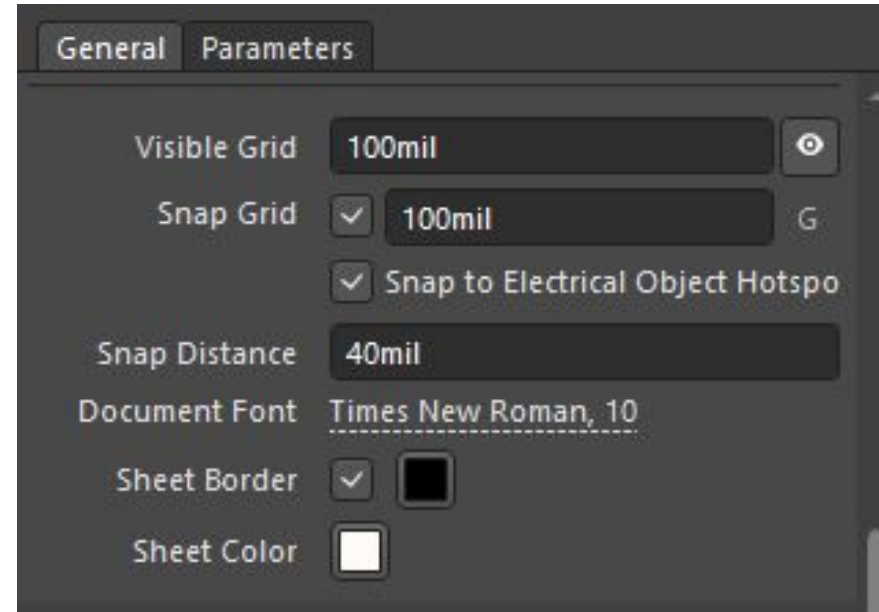 General Parameters
Visible Grid 100mil
Snap Grid 100mil G
Snap to Electrical Object Hotspo
Snap Distance 40mil
Document Font Times New Roman, 10
Sheet Border
Sheet Color